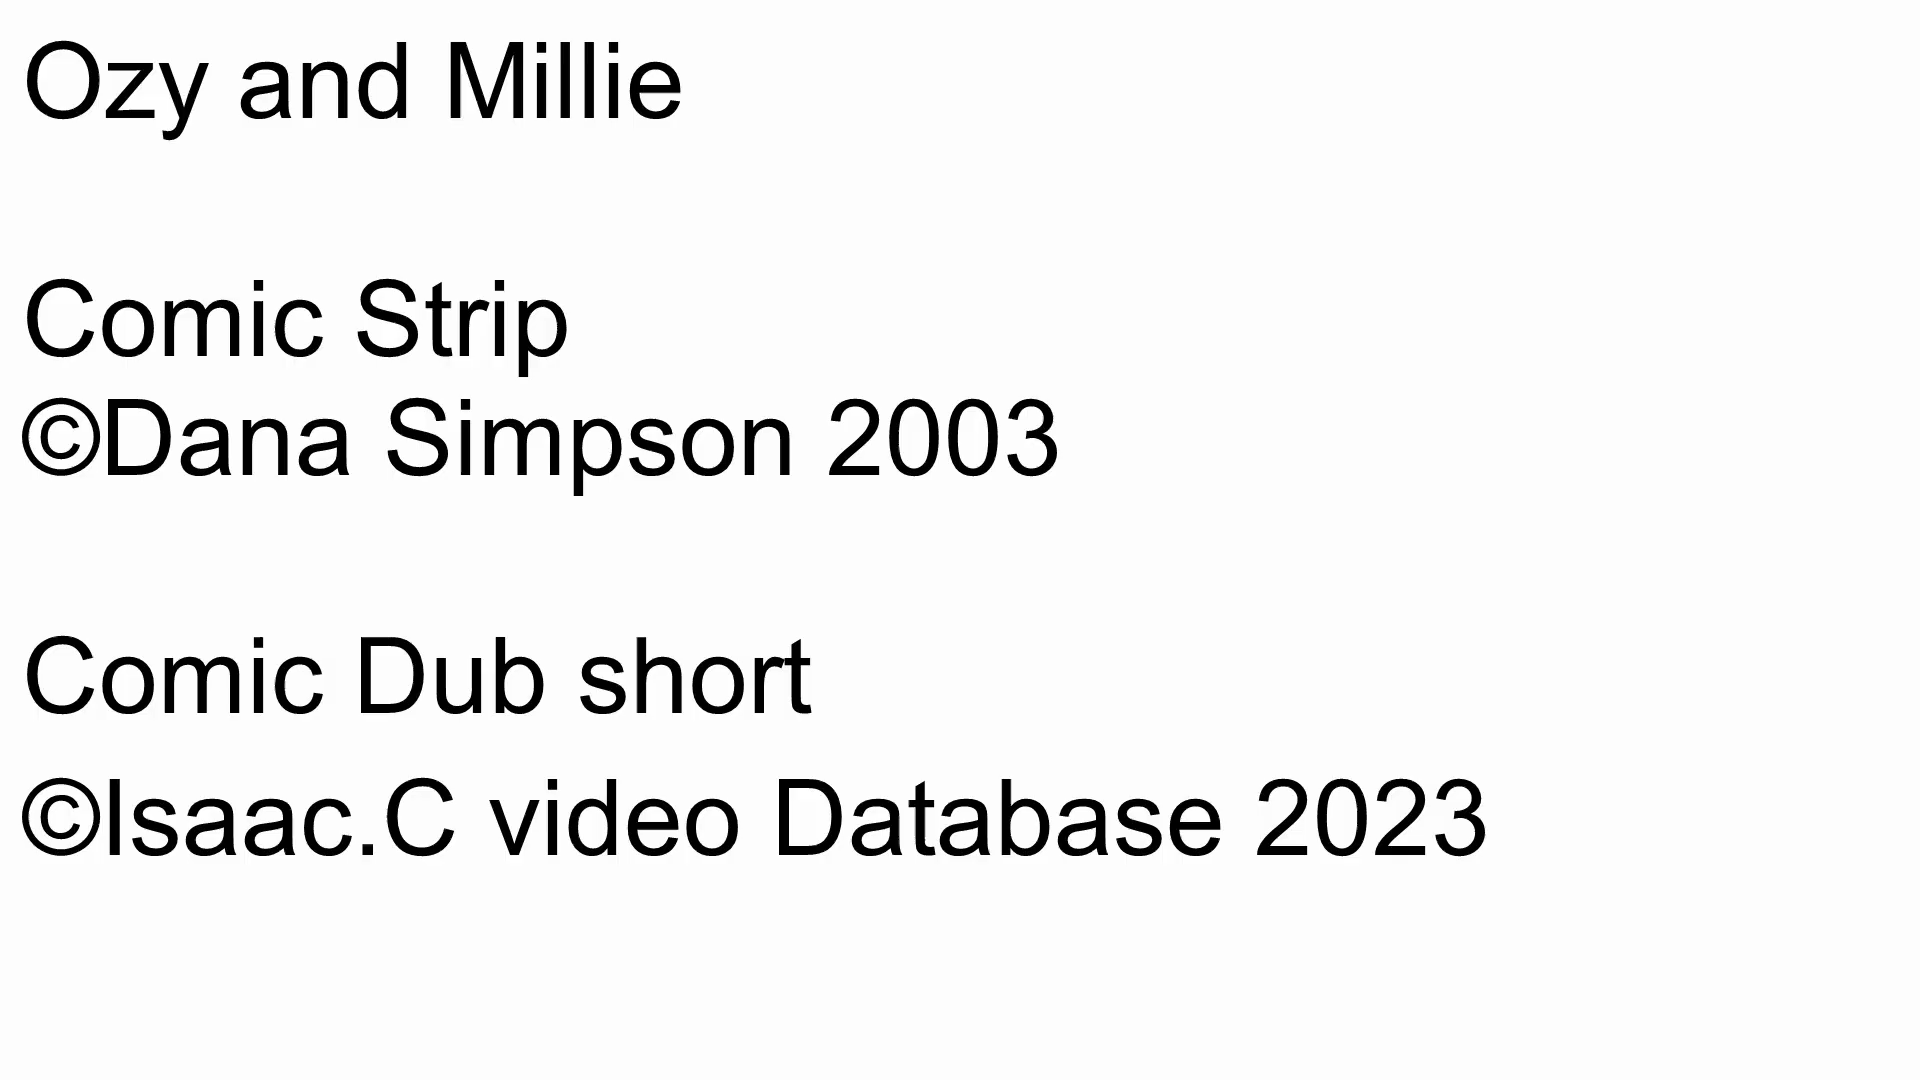 Ozy and Millie
Comic Strip
©Dana Simpson 2003
Comic Dub short
©Isaac.C video Database 2023